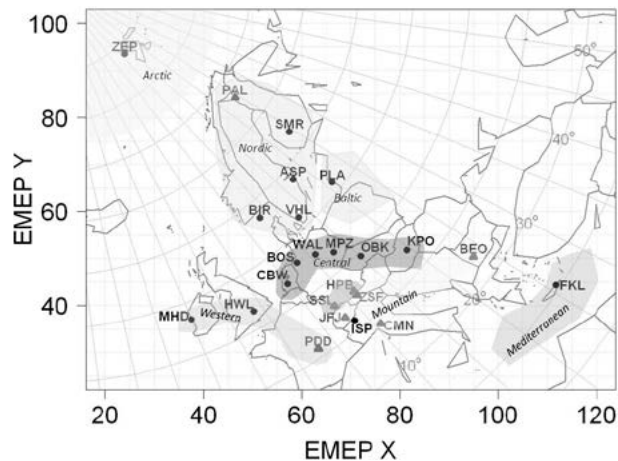 100
80
60
40
EMEP Y
20
40
60
80
100
120
EMEP X
ZEP
Arctic
50°
PAL
SMR
40°
Nordic
ASP
PLA
Baltic
BIR
VHL
30°
WAL
MPZ
OBK
KPO
BEO
BOS
Central
CBW
HPB
ZSF
20°
FKL
HWL
SSL
Mountain
MHD
Western
JFJ
ISP
CMN
Mediterranean
PDD
10°